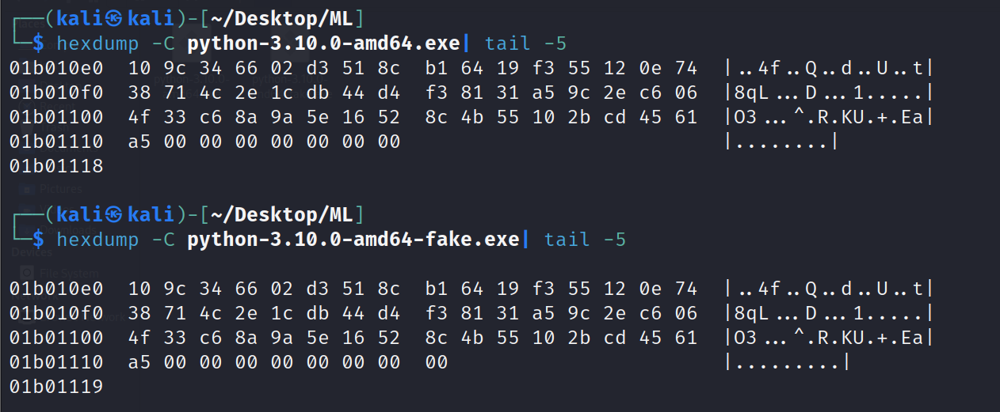 ┌──(kali㉿kali)-[~/Desktop/ML]
└─$ hexdump -C python-3.10.0-amd64.exe| tail -5
01b010e0  10 9c 34 66 02 d3 51 8c  b1 64 19 f3 55 12 0e 74  |..4f..Q..d..U..t|
01b010f0  38 71 4c 2e 1c db 44 d4  f3 81 31 a5 9c 2e c6 06  |8qL...D...1.....|
01b01100  4f 33 c6 8a 9a 5e 16 52  8c 4b 55 10 2b cd 45 61  |O3...^.R.KU.+.Ea|
01b01110  a5 00 00 00 00 00 00 00                           |........|
01b01118
┌──(kali㉿kali)-[~/Desktop/ML]
└─$ hexdump -C python-3.10.0-amd64-fake.exe| tail -5
01b010e0  10 9c 34 66 02 d3 51 8c  b1 64 19 f3 55 12 0e 74  |..4f..Q..d..U..t|
01b010f0  38 71 4c 2e 1c db 44 d4  f3 81 31 a5 9c 2e c6 06  |8qL...D...1.....|
01b01100  4f 33 c6 8a 9a 5e 16 52  8c 4b 55 10 2b cd 45 61  |O3...^.R.KU.+.Ea|
01b01110  a5 00 00 00 00 00 00 00  00                       |.........|
01b01119